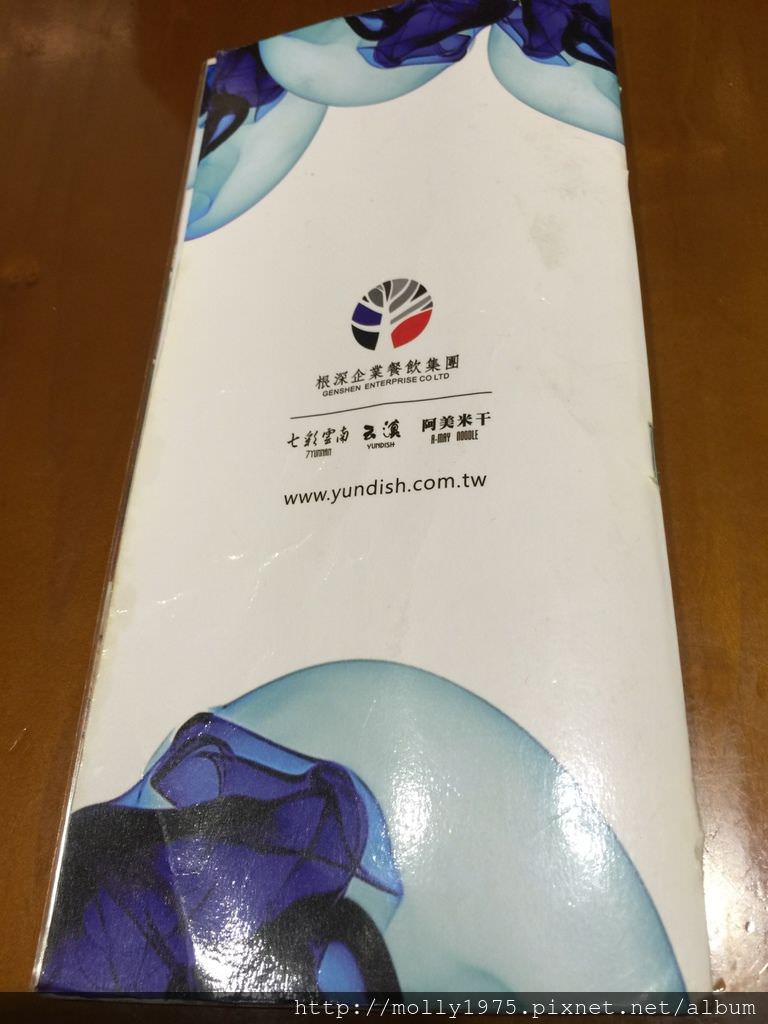 根深企業餐飲集團
GENSHEN ENTERPRISE CO LTD
七彩雲南 云滇 阿美米干
7YUNNAN YUNDISH A-MAY NOODLE
www.yundish.com.tw
http://molly1975.pixnet.net/album